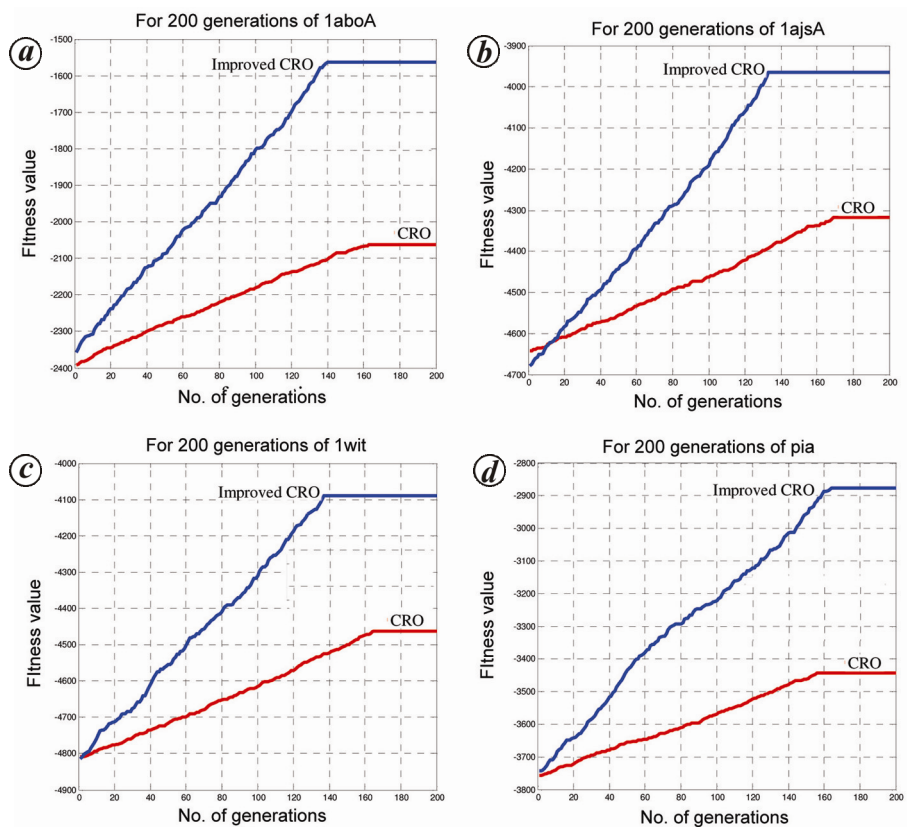 a
For 200 generations of 1aboA
-1500
-1600
-1700
-1800
-1900
-2000
-2100
-2200
-2300
-2400
FItness value
Improved CRO
CRO
0 20 40 60 80 100 120 140 160 180 200
No. of generations
b
For 200 generations of 1ajsA
-3900
-4000
-4100
-4200
-4300
-4400
-4500
-4600
-4700
FItness value
Improved CRO
CRO
0 20 40 60 80 100 120 140 160 180 200
No. of generations
c
For 200 generations of 1wit
-4000
-4100
-4200
-4300
-4400
-4500
-4600
-4700
-4800
-4900
FItness value
Improved CRO
CRO
0 20 40 60 80 100 120 140 160 180 200
No. of generations
d
For 200 generations of pia
-2800
-2900
-3000
-3100
-3200
-3300
-3400
-3500
-3600
-3700
-3800
FItness value
Improved CRO
CRO
0 20 40 60 80 100 120 140 160 180 200
No. of generations